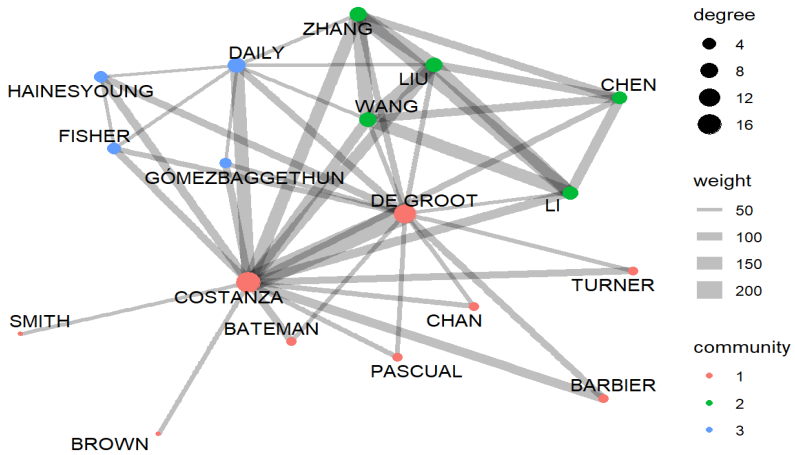 ZHANG
degree
4
8
12
16
DAILY
HAINESYOUNG
LIU
CHEN
WANG
FISHER
GÓMEZBAGGETHUN
DE GROOT
LI
weight
50
100
150
200
COSTANZA
TURNER
SMITH
BATEMAN
CHAN
PASCUAL
BARBIER
BROWN
community
1
2
3